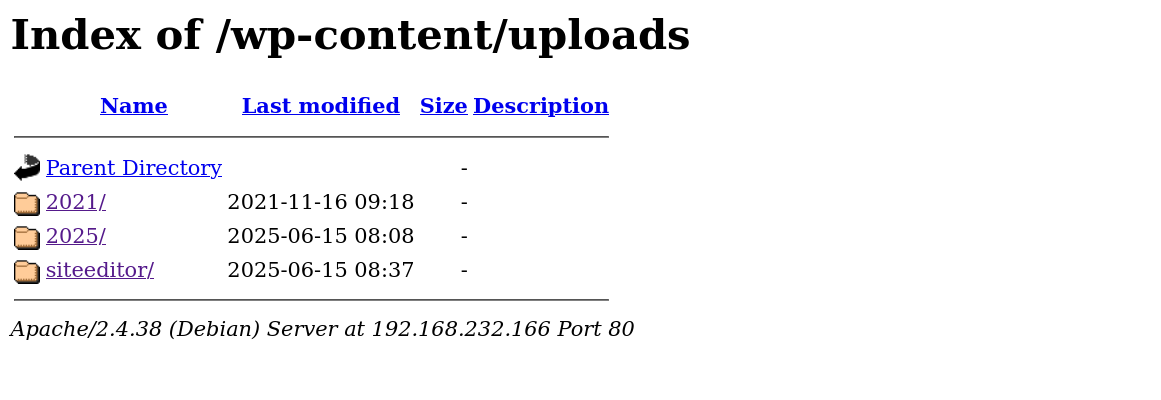 Index of /wp-content/uploads
Name Last modified Size Description
Parent Directory -
2021/ 2021-11-16 09:18 -
2025/ 2025-06-15 08:08 -
siteeditor/ 2025-06-15 08:37 -
Apache/2.4.38 (Debian) Server at 192.168.232.166 Port 80